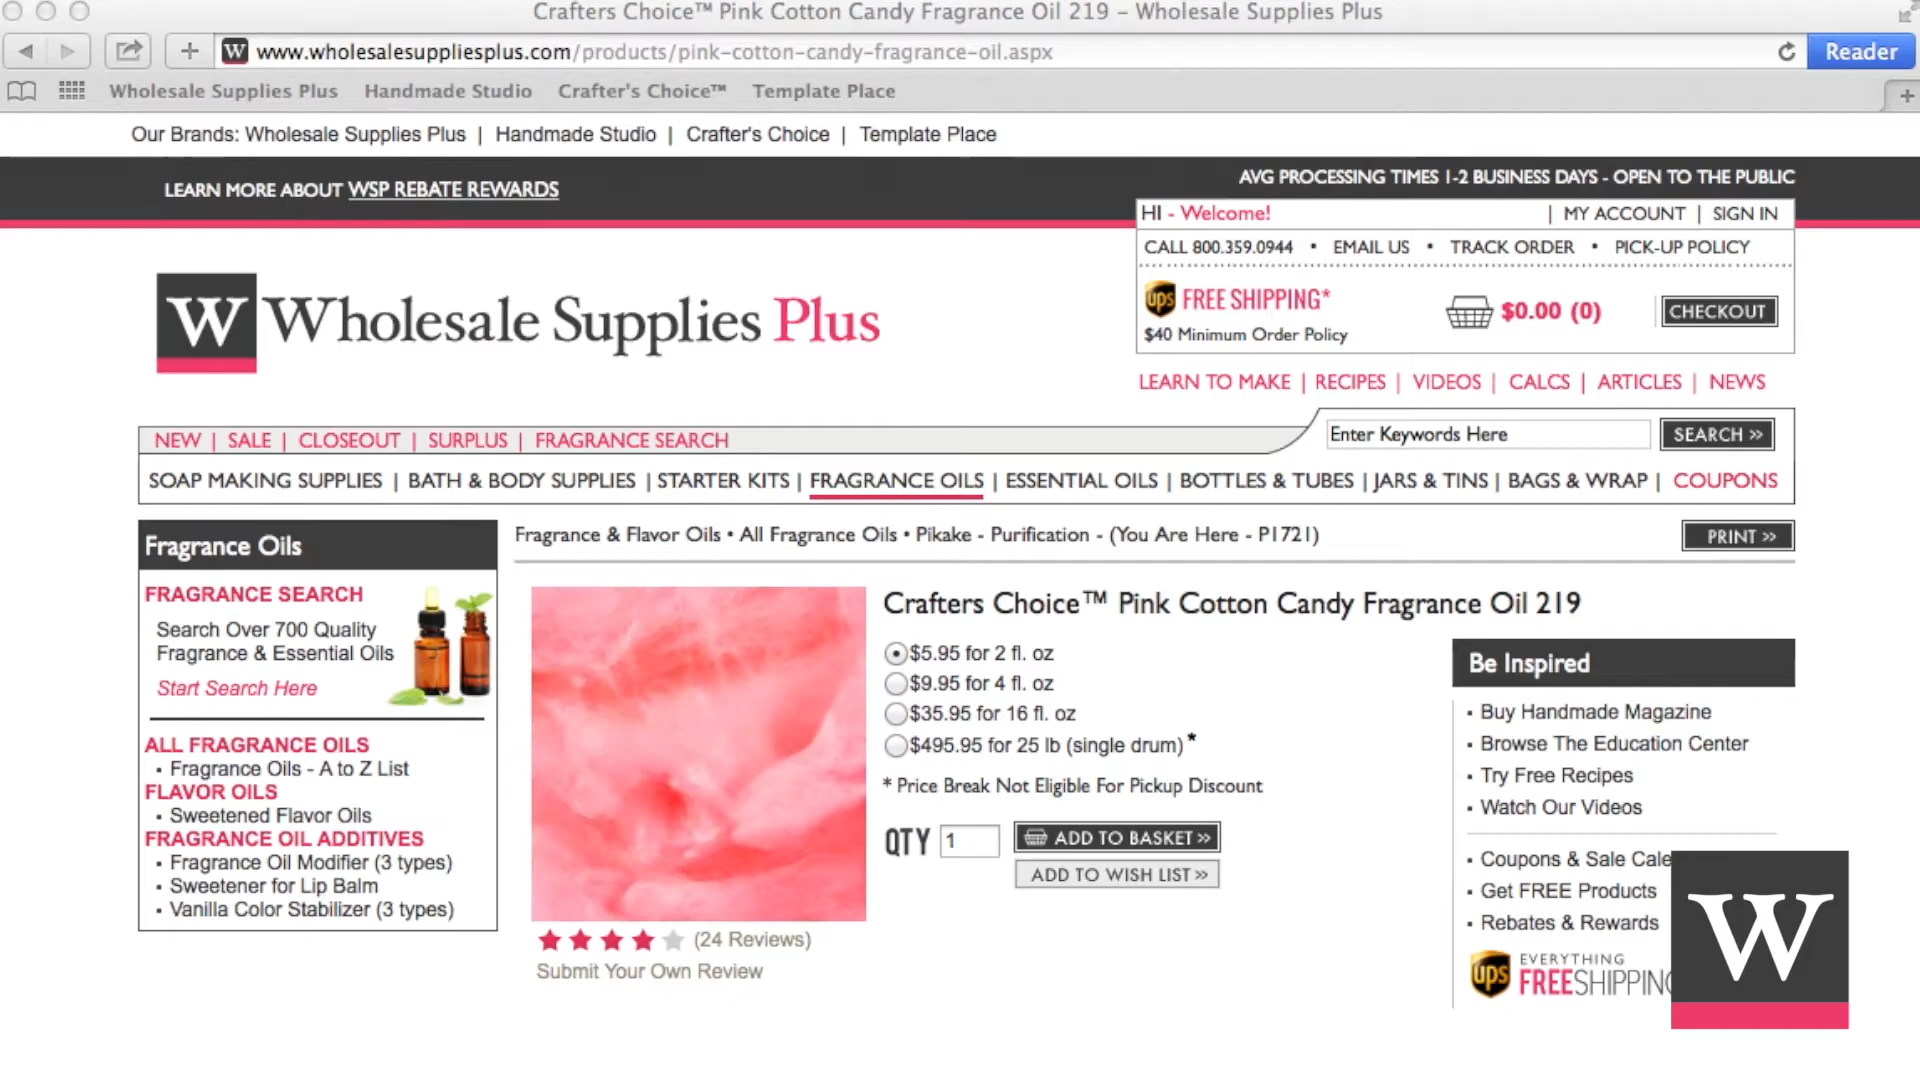 Crafters Choice™ Pink Cotton Candy Fragrance Oil 219 – Wholesale Supplies Plus
W www.wholesalesuppliesplus.com/products/pink-cotton-candy-fragrance-oil.aspx
Reader
Wholesale Supplies Plus Handmade Studio Crafter's Choice™ Template Place
Our Brands: Wholesale Supplies Plus | Handmade Studio | Crafter's Choice | Template Place
AVG PROCESSING TIMES 1-2 BUSINESS DAYS - OPEN TO THE PUBLIC
LEARN MORE ABOUT WSP REBATE REWARDS
HI - Welcome! | MY ACCOUNT | SIGN IN
CALL 800.359.0944 • EMAIL US • TRACK ORDER • PICK-UP POLICY
ups FREE SHIPPING*
$40 Minimum Order Policy
$0.00 (0)
CHECKOUT
W Wholesale Supplies Plus
LEARN TO MAKE | RECIPES | VIDEOS | CALCS | ARTICLES | NEWS
NEW | SALE | CLOSEOUT | SURPLUS | FRAGRANCE SEARCH
Enter Keywords Here
SEARCH »
SOAP MAKING SUPPLIES | BATH & BODY SUPPLIES | STARTER KITS | FRAGRANCE OILS | ESSENTIAL OILS | BOTTLES & TUBES | JARS & TINS | BAGS & WRAP | COUPONS
Fragrance Oils
FRAGRANCE SEARCH
Search Over 700 Quality
Fragrance & Essential Oils
Start Search Here
ALL FRAGRANCE OILS
▪ Fragrance Oils - A to Z List
FLAVOR OILS
▪ Sweetened Flavor Oils
FRAGRANCE OIL ADDITIVES
▪ Fragrance Oil Modifier (3 types)
▪ Sweetener for Lip Balm
▪ Vanilla Color Stabilizer (3 types)
Fragrance & Flavor Oils • All Fragrance Oils • Pikake - Purification - (You Are Here - P1721)
PRINT »
Crafters Choice™ Pink Cotton Candy Fragrance Oil 219
$5.95 for 2 fl. oz
$9.95 for 4 fl. oz
$35.95 for 16 fl. oz
$495.95 for 25 lb (single drum) *
* Price Break Not Eligible For Pickup Discount
QTY 1
ADD TO BASKET »
ADD TO WISH LIST »
(24 Reviews)
Submit Your Own Review
Be Inspired
▪ Buy Handmade Magazine
▪ Browse The Education Center
▪ Try Free Recipes
▪ Watch Our Videos
▪ Coupons & Sale Cale
▪ Get FREE Products
▪ Rebates & Rewards
ups EVERYTHING
FREESHIPPING
W